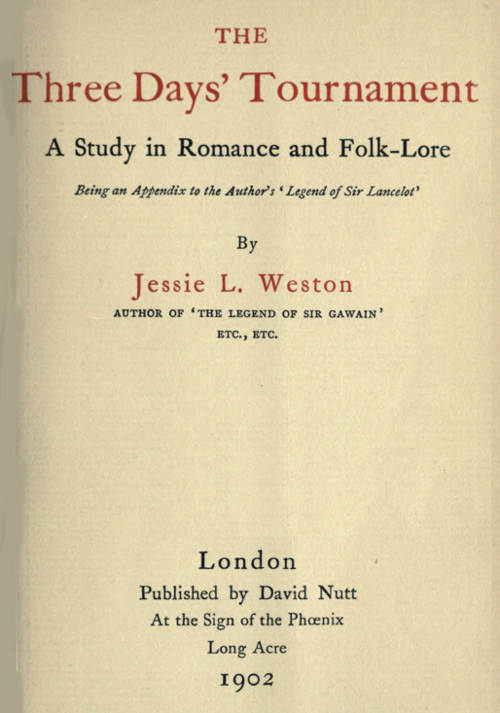 THE
Three Days' Tournament
A Study in Romance and Folk-Lore
Being an Appendix to the Author's 'Legend of Sir Lancelot'
By
Jessie L. Weston
AUTHOR OF 'THE LEGEND OF SIR GAWAIN'
ETC., ETC.
London
Published by David Nutt
At the Sign of the Phœnix
Long Acre
1902